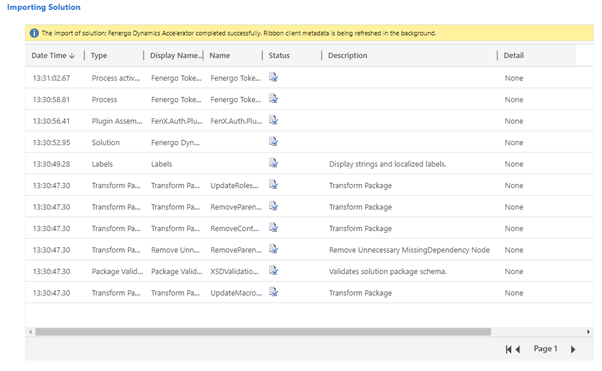 Importing Solution
The import of solution: Fenergo Dynamics Accelerator completed successfully. Ribbon client metadata is being refreshed in the background.
Date Time Type Display Name... Name Status Description Detail
13:31:02.67 Process activ... Fenergo Toke... Fenergo Toke... None
13:30:58.81 Process Fenergo Toke... Fenergo Toke... None
13:30:56.41 Plugin Assem... FenX.Auth.Plu... FenX.Auth.Plu... None
13:30:52.95 Solution Fenergo Dyn... None
13:30:49.28 Labels Labels Display strings and localized labels. None
13:30:47.30 Transform Pa... Transform Pa... UpdateRoles... Transform Package None
13:30:47.30 Transform Pa... Transform Pa... RemoveParen... Transform Package None
13:30:47.30 Transform Pa... Transform Pa... RemoveCont... Transform Package None
13:30:47.30 Transform Pa... Remove Unn... RemoveParen... Remove Unnecessary MissingDependency Node None
13:30:47.30 Package Valid... Package Valid... XSDValidatio... Validates solution package schema. None
13:30:47.30 Transform Pa... Transform Pa... UpdateMacro... Transform Package None
Page 1